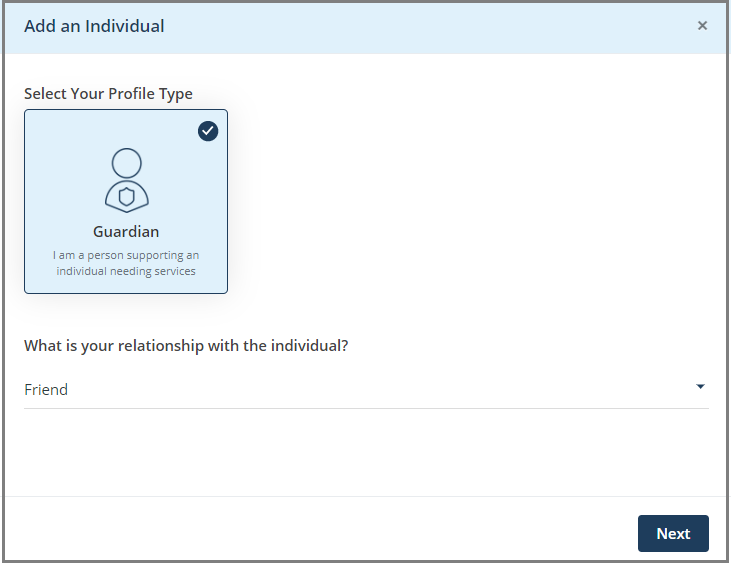 Add an Individual
Select Your Profile Type
Guardian
I am a person supporting an
individual needing services
What is your relationship with the individual?
Friend
Next